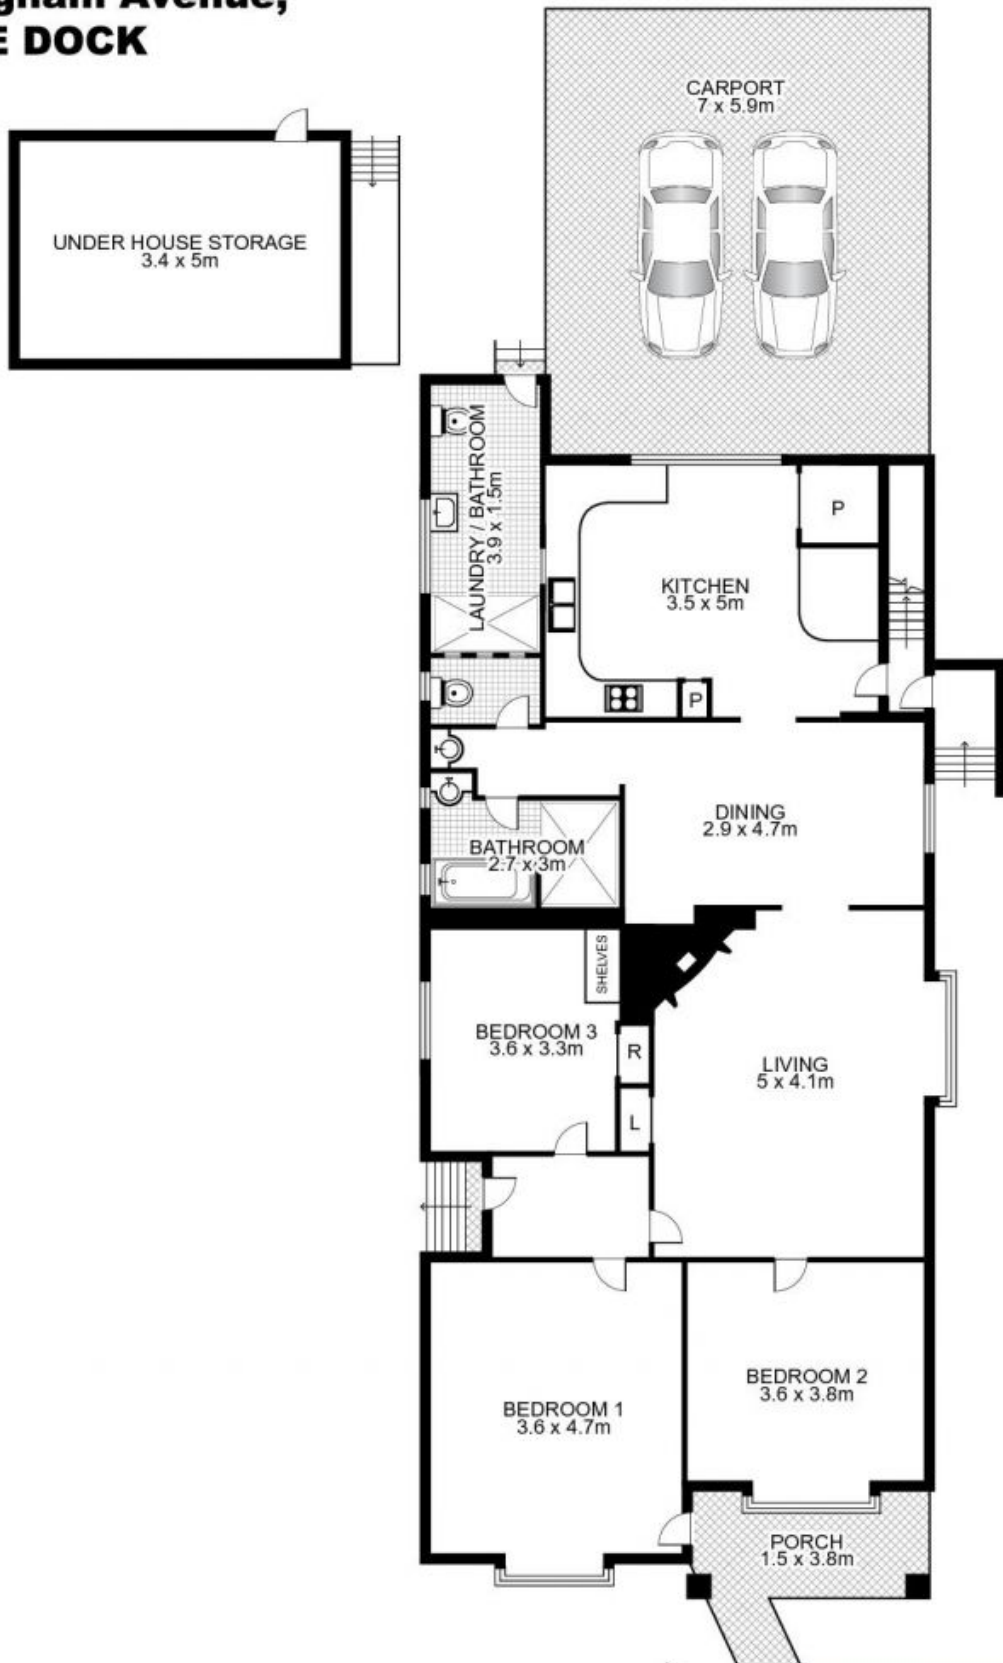 E DOCK
CARPORT
7 x 5.9m
UNDER HOUSE STORAGE
3.4 x 5m
LAUNDRY / BATHROOM
3.9 x 1.5m
P
KITCHEN
3.5 x 5m
P
DINING
2.9 x 4.7m
BATHROOM
2.7 x 3m
SHELVES
BEDROOM 3
3.6 x 3.3m
R
LIVING
5 x 4.1m
L
BEDROOM 2
3.6 x 3.8m
BEDROOM 1
3.6 x 4.7m
PORCH
1.5 x 3.8m